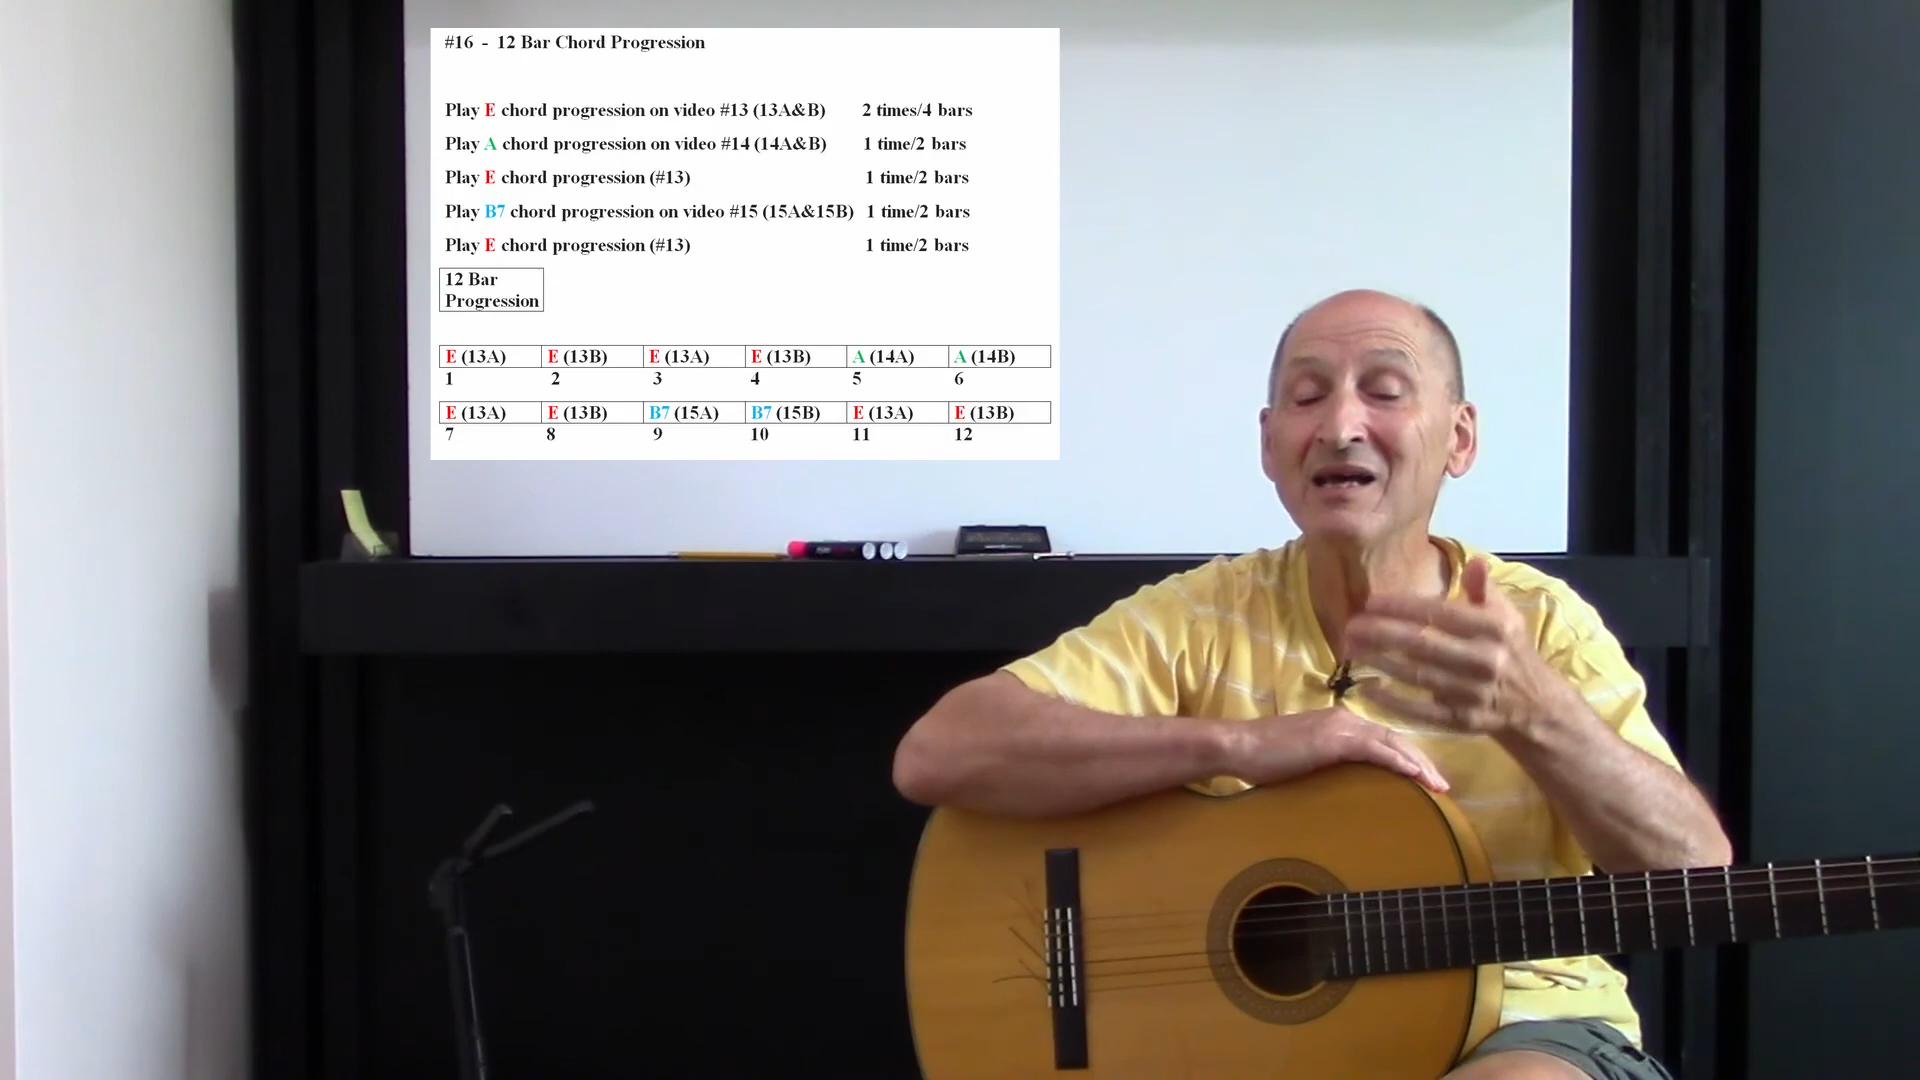 #16 - 12 Bar Chord Progression
Play E chord progression on video #13 (13A&B) 2 times/4 bars
Play A chord progression on video #14 (14A&B) 1 time/2 bars
Play E chord progression (#13) 1 time/2 bars
Play B7 chord progression on video #15 (15A&15B) 1 time/2 bars
Play E chord progression (#13) 1 time/2 bars
12 Bar
Progression
E (13A) E (13B) E (13A) E (13B) A (14A) A (14B)
1 2 3 4 5 6
E (13A) E (13B) B7 (15A) B7 (15B) E (13A) E (13B)
7 8 9 10 11 12